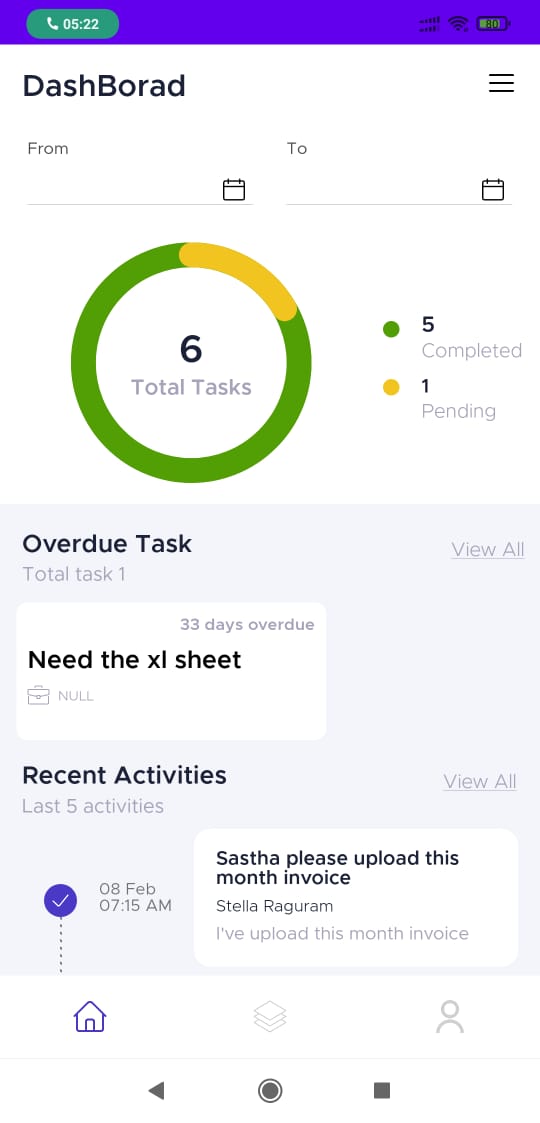 05:22
80
DashBorad
From
To
6
Total Tasks
5
Completed
1
Pending
Overdue Task
View All
Total task 1
33 days overdue
Need the xl sheet
NULL
Recent Activities
View All
Last 5 activities
Sastha please upload this
month invoice
08 Feb
07:15 AM
Stella Raguram
I've upload this month invoice